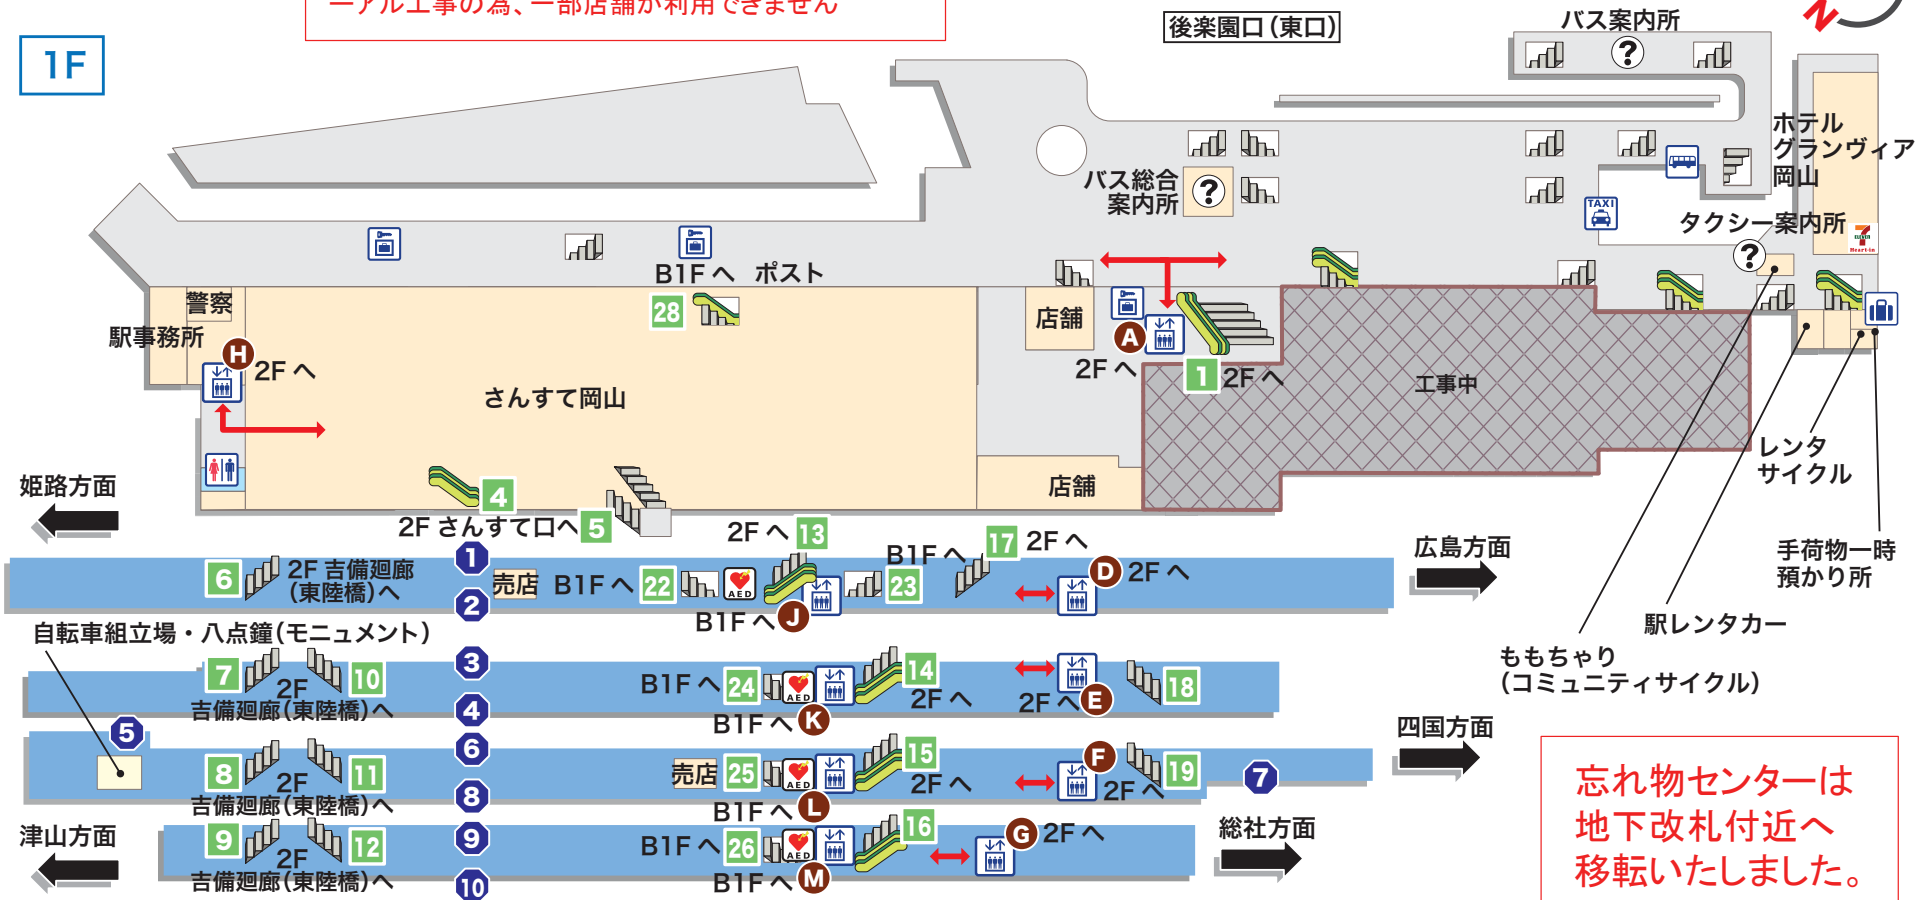 ーアル工事の為、一部店舗が利用できません
1F
後楽園口（東口）
N
バス案内所
?
ホテル
グランヴィア
岡山
バス総合
案内所
?
TAXI
タクシー案内所
?
7
ELEVEN
Heart-in
B1Fへ ポスト
28
警察
駅事務所
H
2Fへ
さんすて岡山
店舗
A
2Fへ
1
2Fへ
工事中
店舗
レンタ
サイクル
手荷物一時
預かり所
駅レンタカー
ももちゃり
（コミュニティサイクル）
姫路方面
4
2F さんすて口へ
5
広島方面
6
2F 吉備廻廊
（東陸橋）へ
1
2
売店
B1Fへ
22
AED
2Fへ
13
B1Fへ
J
23
B1Fへ
17
2Fへ
D
2Fへ
自転車組立場・八点鐘（モニュメント）
7
10
2F
吉備廻廊（東陸橋）へ
3
4
B1Fへ
24
AED
B1Fへ
K
14
2Fへ
2Fへ
E
18
四国方面
5
8
11
2F
吉備廻廊（東陸橋）へ
6
8
売店
25
AED
B1Fへ
L
15
2Fへ
F
2Fへ
19
7
津山方面
9
12
2F
吉備廻廊（東陸橋）へ
9
10
B1Fへ
26
AED
B1Fへ
M
16
G
2Fへ
総社方面
忘れ物センターは
地下改札付近へ
移転いたしました。